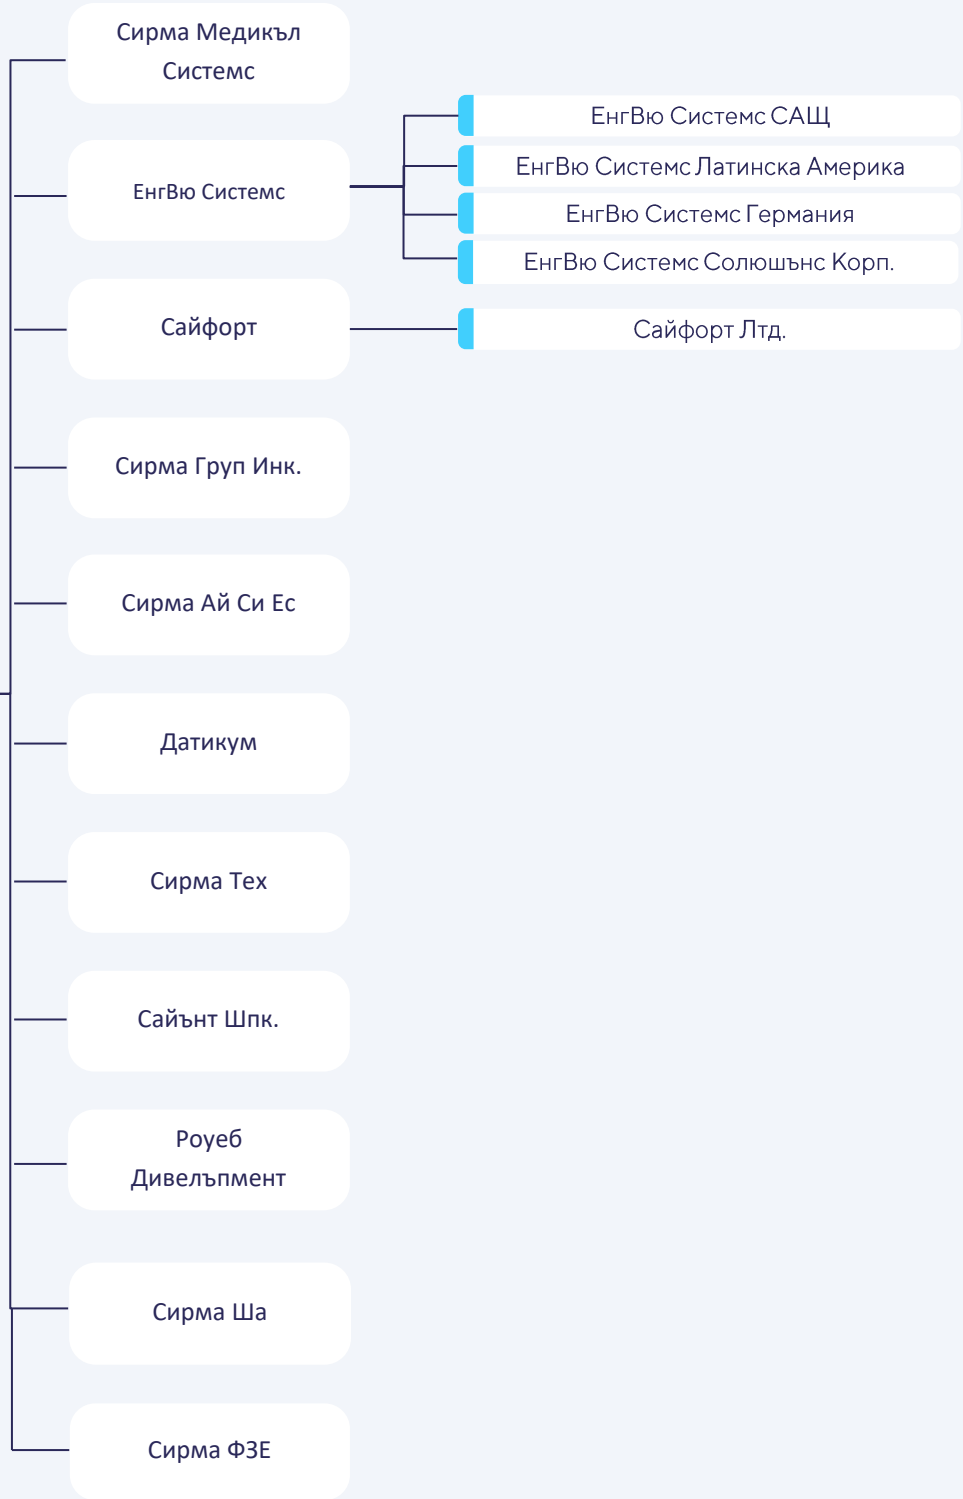 Сирма Медикъл
Системс
ЕнгВю Системс САЩ
ЕнгВю Системс Латинска Америка
ЕнгВю Системс
ЕнгВю Системс Германия
ЕнгВю Системс Солюшънс Корп.
Сайфорт
Сайфорт Лтд.
Сирма Груп Инк.
Сирма Ай Си Ес
Датикум
Сирма Тех
Сайънт Шпк.
Роуеб
Дивелъпмент
Сирма Ша
Сирма ФЗЕ